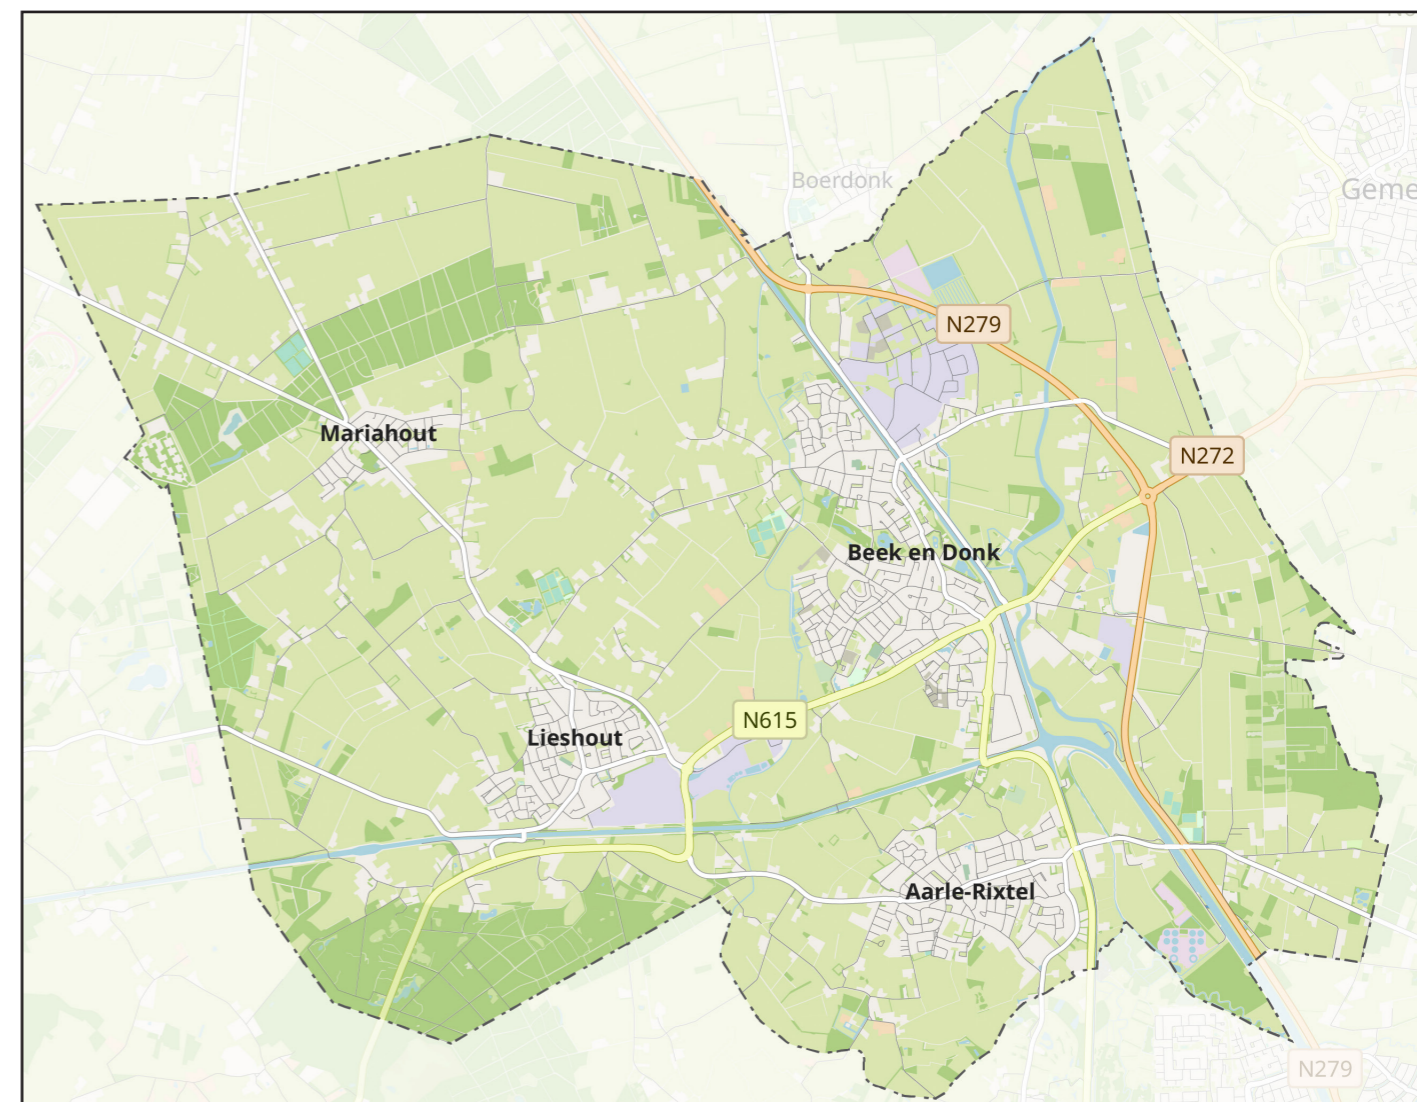 Boerdonk
Geme
N279
Mariahout
N272
Beek en Donk
N615
Lieshout
Aarle-Rixtel
N279